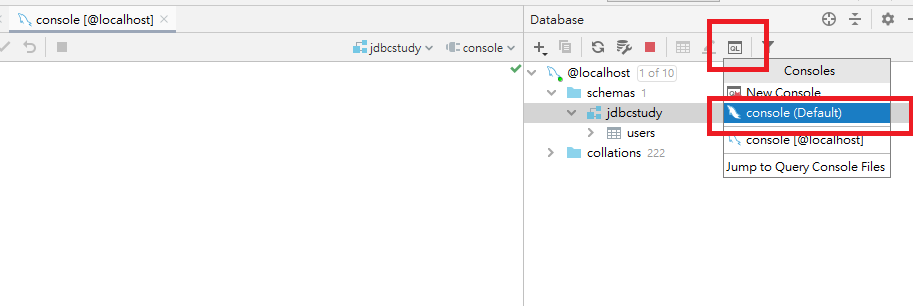 console [@localhost]
Database
jdbcstudy
console
QL
@localhost 1 of 10
Consoles
schemas 1
New Console
jdbcstudy
console (Default)
users
console [@localhost]
collations 222
Jump to Query Console Files